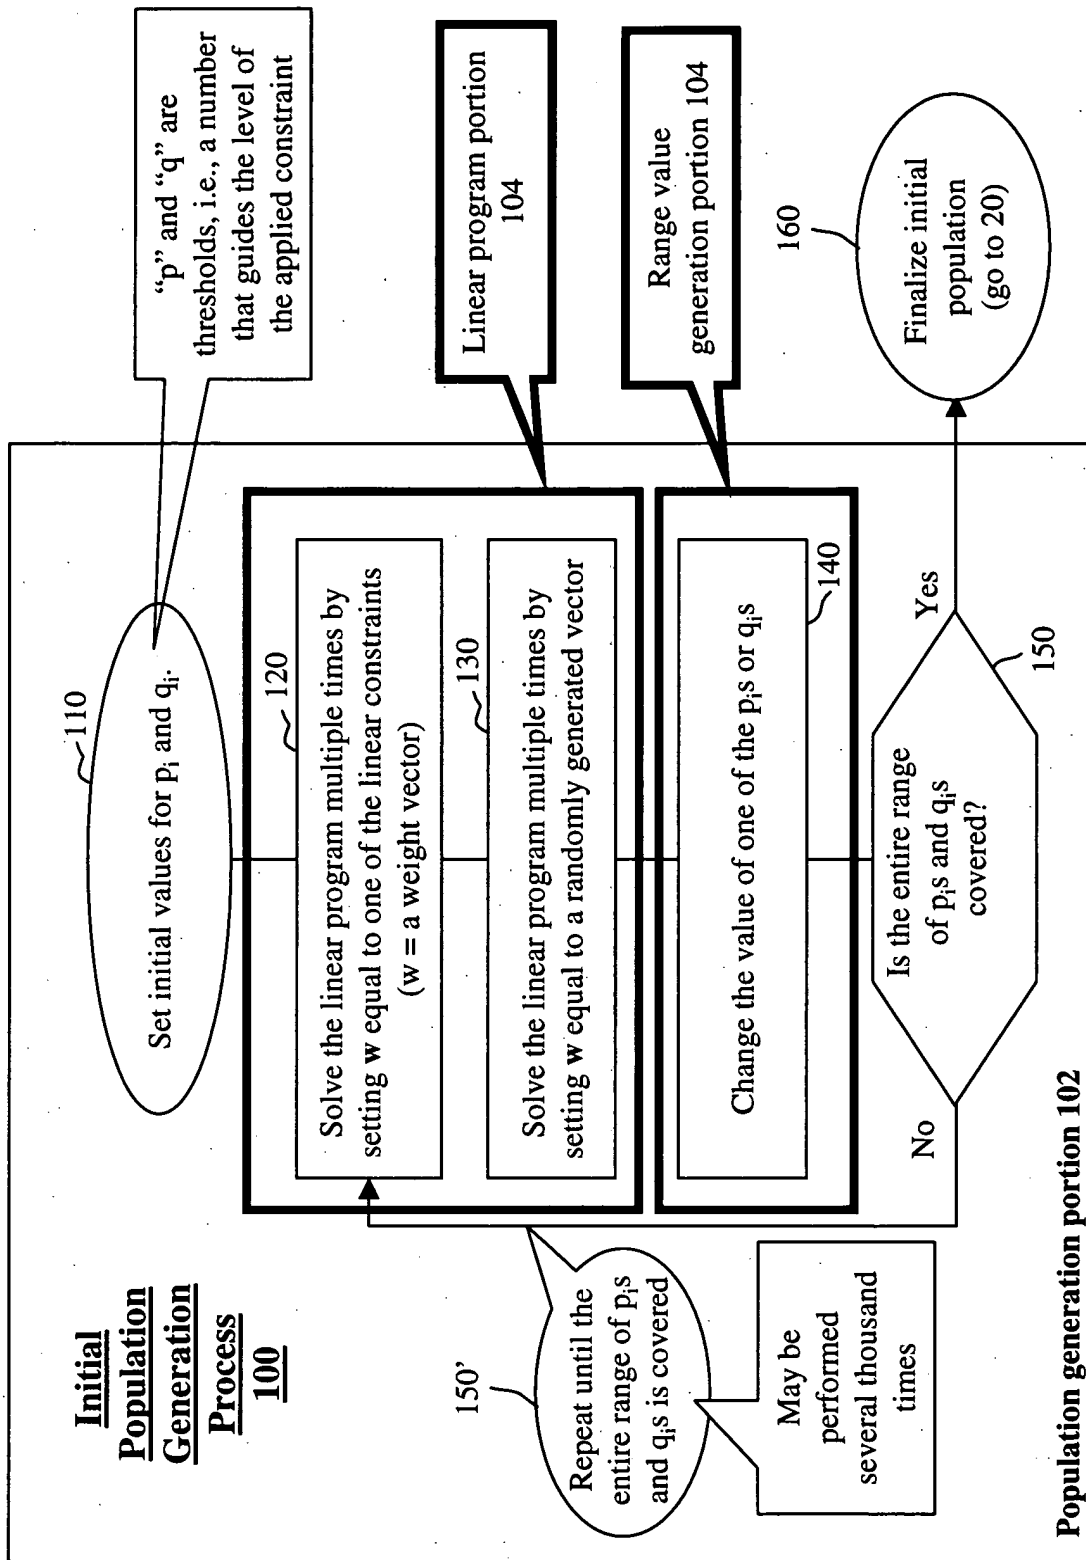 Initial
Population
Generation
Process
100
110
Set initial values for pᵢ and qᵢ.
“p” and “q” are
thresholds, i.e., a number
that guides the level of
the applied constraint
120
Solve the linear program multiple times by
setting w equal to one of the linear constraints
(w = a weight vector)
Linear program portion
104
130
Solve the linear program multiple times by
setting w equal to a randomly generated vector
Range value
generation portion 104
Change the value of one of the pᵢs or qᵢs
140
150'
Repeat until the
entire range of pᵢs
and qᵢs is covered
May be
performed
several thousand
times
No
Is the entire range
of pᵢs and qᵢs
covered?
Yes
150
160
Finalize initial
population
(go to 20)
Population generation portion 102